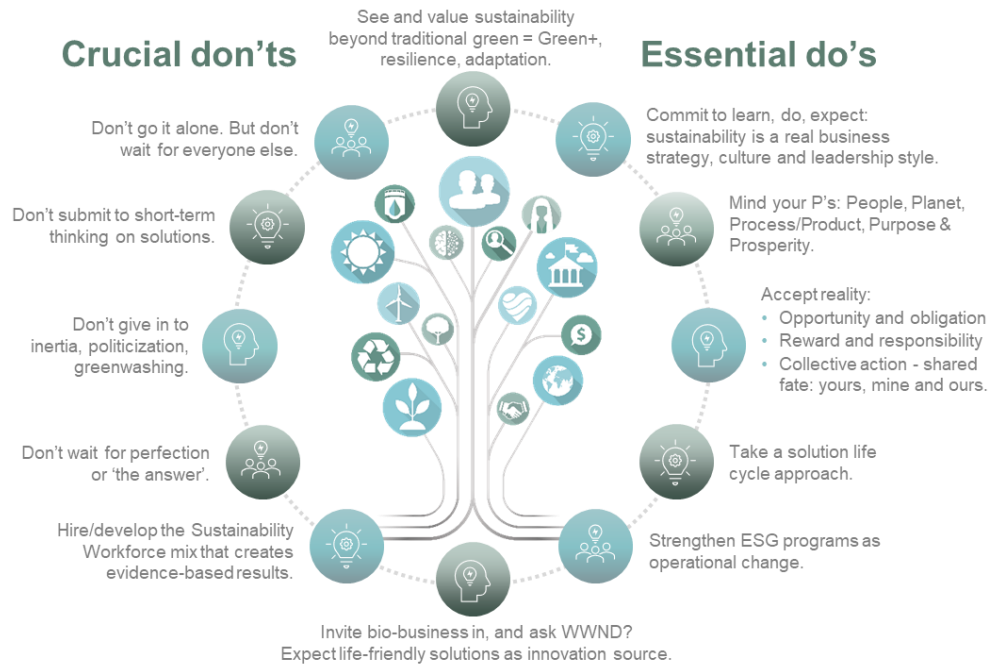 See and value sustainability
beyond traditional green = Green+,
resilience, adaptation.
Crucial don'ts
Essential do's
Don't go it alone. But don't
wait for everyone else.
Don't submit to short-term
thinking on solutions.
Don't give in to
inertia, politicization,
greenwashing.
Don't wait for perfection
or 'the answer'.
Hire/develop the Sustainability
Workforce mix that creates
evidence-based results.
Commit to learn, do, expect:
sustainability is a real business
strategy, culture and leadership style.
Mind your P's: People, Planet,
Process/Product, Purpose &
Prosperity.
Accept reality:
• Opportunity and obligation
• Reward and responsibility
• Collective action - shared
fate: yours, mine and ours.
Take a solution life
cycle approach.
Strengthen ESG programs as
operational change.
Invite bio-business in, and ask WWND?
Expect life-friendly solutions as innovation source.
$